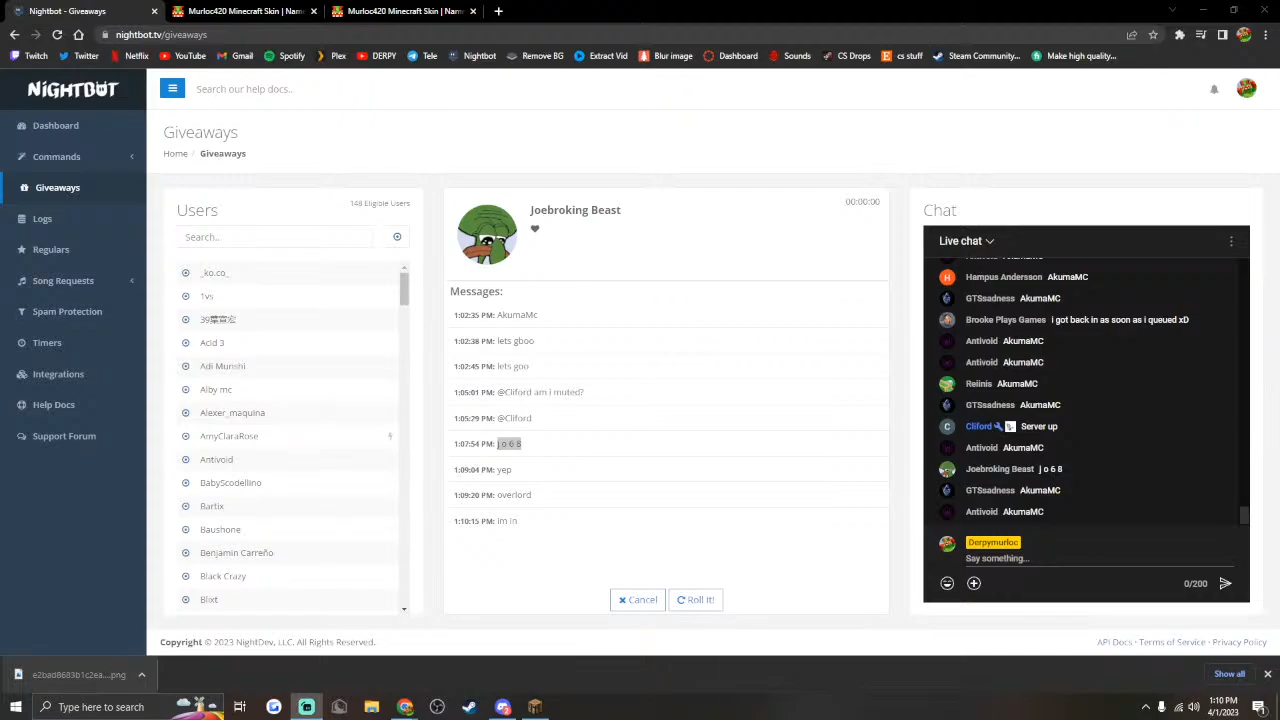 Nightbot - Giveaways
Murloc420 Minecraft Skin | Nam
Murloc420 Minecraft Skin | Nam
nightbot.tv/giveaways
Twitch Twitter Netflix YouTube Gmail Spotify Plex DERPY Tele Nightbot Remove BG Extract Vid Blur image Dashboard Sounds CS Drops cs stuff Steam Community... Make high quality...
NiGHTBOT
Search our help docs..
Dashboard
Commands
Giveaways
Logs
Regulars
Song Requests
Spam Protection
Timers
Integrations
Help Docs
Support Forum
Giveaways
Home / Giveaways
Users
148 Eligible Users
Search...
_ko.co_
1vs
Acid 3
Adi Munshi
Alby mc
Alexer_maquina
AmyClaraRose
Antivoid
BabyScodellino
Bartix
Baushone
Benjamin Carreño
Black Crazy
Blixt
Joebroking Beast
00:00:00
Messages:
1:02:35 PM: AkumaMc
1:02:38 PM: lets gboo
1:02:45 PM: lets goo
1:05:01 PM: @Cliford am i muted?
1:05:29 PM: @Cliford
1:07:54 PM: j o 6 8
1:09:04 PM: yep
1:09:20 PM: overlord
1:10:15 PM: im in
Cancel
Roll It!
Chat
Live chat
Hampus Andersson AkumaMC
GTSsadness AkumaMC
Brooke Plays Games i got back in as soon as i queued xD
Antivoid AkumaMC
Antivoid AkumaMC
Reiinis AkumaMC
GTSsadness AkumaMC
Cliford Server up
Antivoid AkumaMC
Joebroking Beast j o 6 8
GTSsadness AkumaMC
Antivoid AkumaMC
Derpymurloc
Say something...
0/200
Copyright © 2023 NightDev, LLC. All Rights Reserved.
API Docs · Terms of Service · Privacy Policy
e2bad8683b1c2ea....png
Show all
Type here to search
1:10 PM
4/1/2023